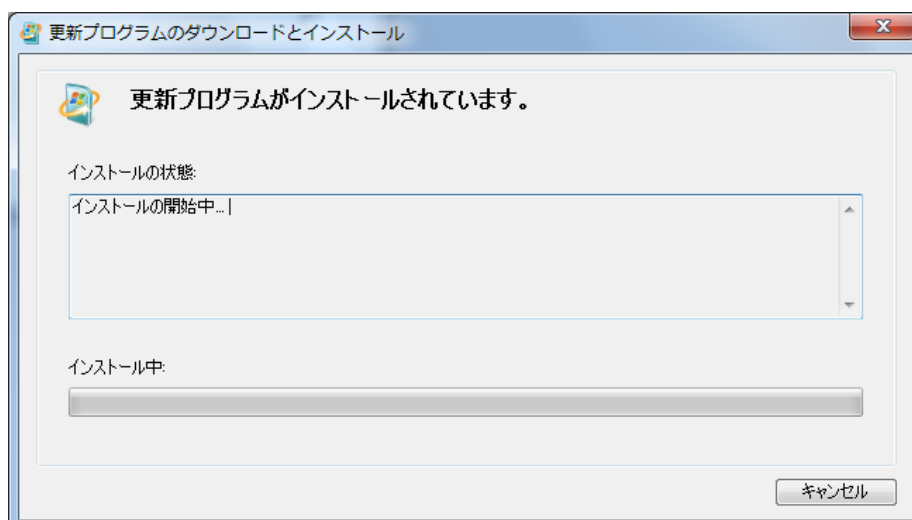 更新プログラムのダウンロードとインストール
更新プログラムがインストールされています。
インストールの状態:
インストールの開始中...
インストール中:
キャンセル